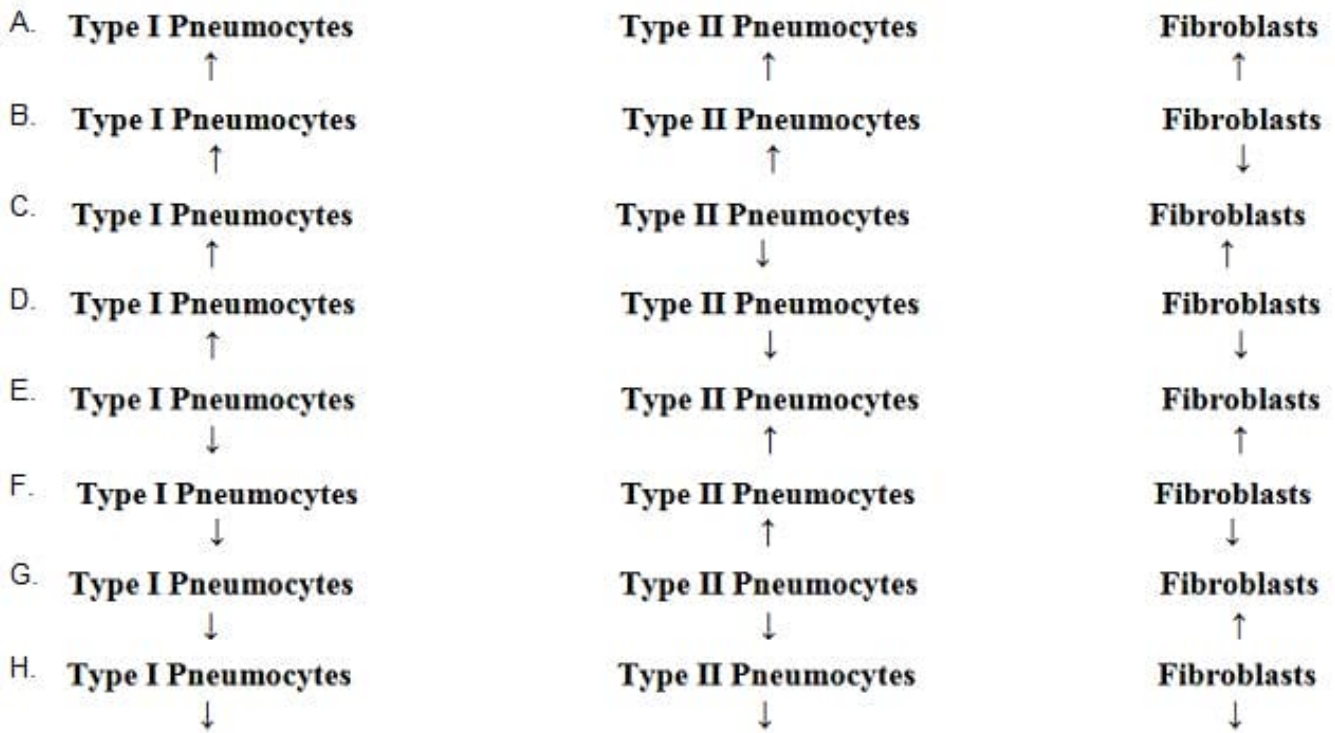 A. Type I Pneumocytes Type II Pneumocytes Fibroblasts
↑ ↑ ↑
B. Type I Pneumocytes Type II Pneumocytes Fibroblasts
↑ ↑ ↓
C. Type I Pneumocytes Type II Pneumocytes Fibroblasts
↑ ↓ ↑
D. Type I Pneumocytes Type II Pneumocytes Fibroblasts
↑ ↓ ↓
E. Type I Pneumocytes Type II Pneumocytes Fibroblasts
↓ ↑ ↑
F. Type I Pneumocytes Type II Pneumocytes Fibroblasts
↓ ↑ ↓
G. Type I Pneumocytes Type II Pneumocytes Fibroblasts
↓ ↓ ↑
H. Type I Pneumocytes Type II Pneumocytes Fibroblasts
↓ ↓ ↓